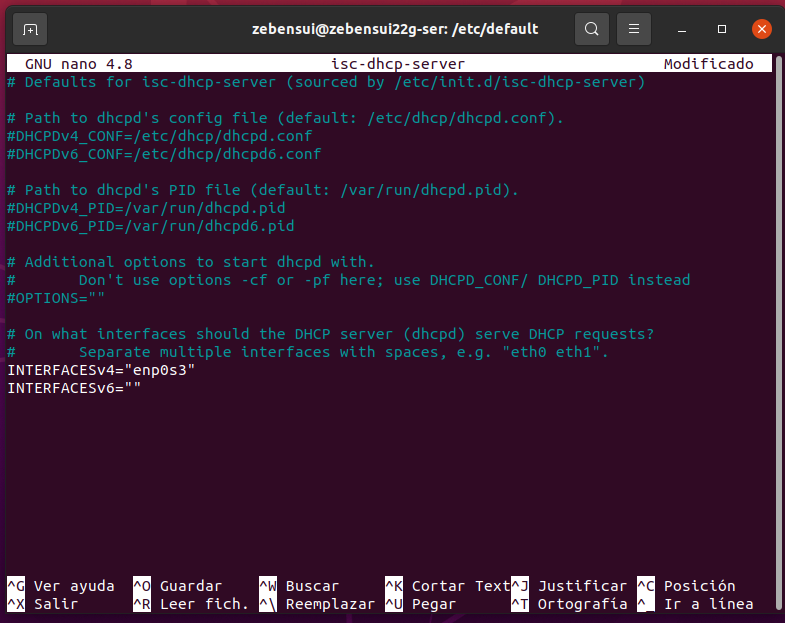 zebensui@zebensui22g-ser: /etc/default
GNU nano 4.8 isc-dhcp-server Modificado
# Defaults for isc-dhcp-server (sourced by /etc/init.d/isc-dhcp-server)
# Path to dhcpd's config file (default: /etc/dhcp/dhcpd.conf).
#DHCPDv4_CONF=/etc/dhcp/dhcpd.conf
#DHCPDv6_CONF=/etc/dhcp/dhcpd6.conf
# Path to dhcpd's PID file (default: /var/run/dhcpd.pid).
#DHCPDv4_PID=/var/run/dhcpd.pid
#DHCPDv6_PID=/var/run/dhcpd6.pid
# Additional options to start dhcpd with.
#       Don't use options -cf or -pf here; use DHCPD_CONF/ DHCPD_PID instead
#OPTIONS=""
# On what interfaces should the DHCP server (dhcpd) serve DHCP requests?
#       Separate multiple interfaces with spaces, e.g. "eth0 eth1".
INTERFACESv4="enp0s3"
INTERFACESv6=""
^G Ver ayuda ^O Guardar ^W Buscar ^K Cortar Text^J Justificar ^C Posición
^X Salir ^R Leer fich. ^\ Reemplazar ^U Pegar ^T Ortografía ^_ Ir a línea